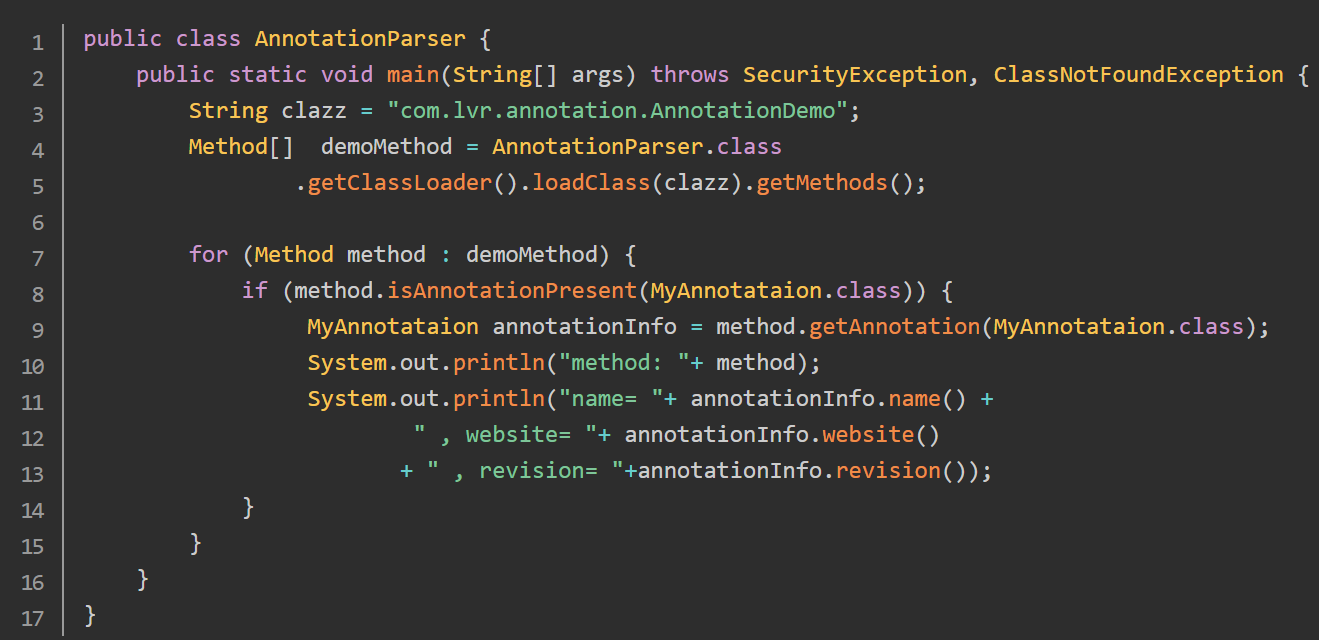 1 public class AnnotationParser {
2     public static void main(String[] args) throws SecurityException, ClassNotFoundException {
3         String clazz = "com.lvr.annotation.AnnotationDemo";
4         Method[]  demoMethod = AnnotationParser.class
5                 .getClassLoader().loadClass(clazz).getMethods();
6
7         for (Method method : demoMethod) {
8             if (method.isAnnotationPresent(MyAnnotataion.class)) {
9                  MyAnnotataion annotationInfo = method.getAnnotation(MyAnnotataion.class);
10                  System.out.println("method: "+ method);
11                  System.out.println("name= "+ annotationInfo.name() +
12                          " , website= "+ annotationInfo.website()
13                         + " , revision= "+annotationInfo.revision());
14             }
15         }
16     }
17 }